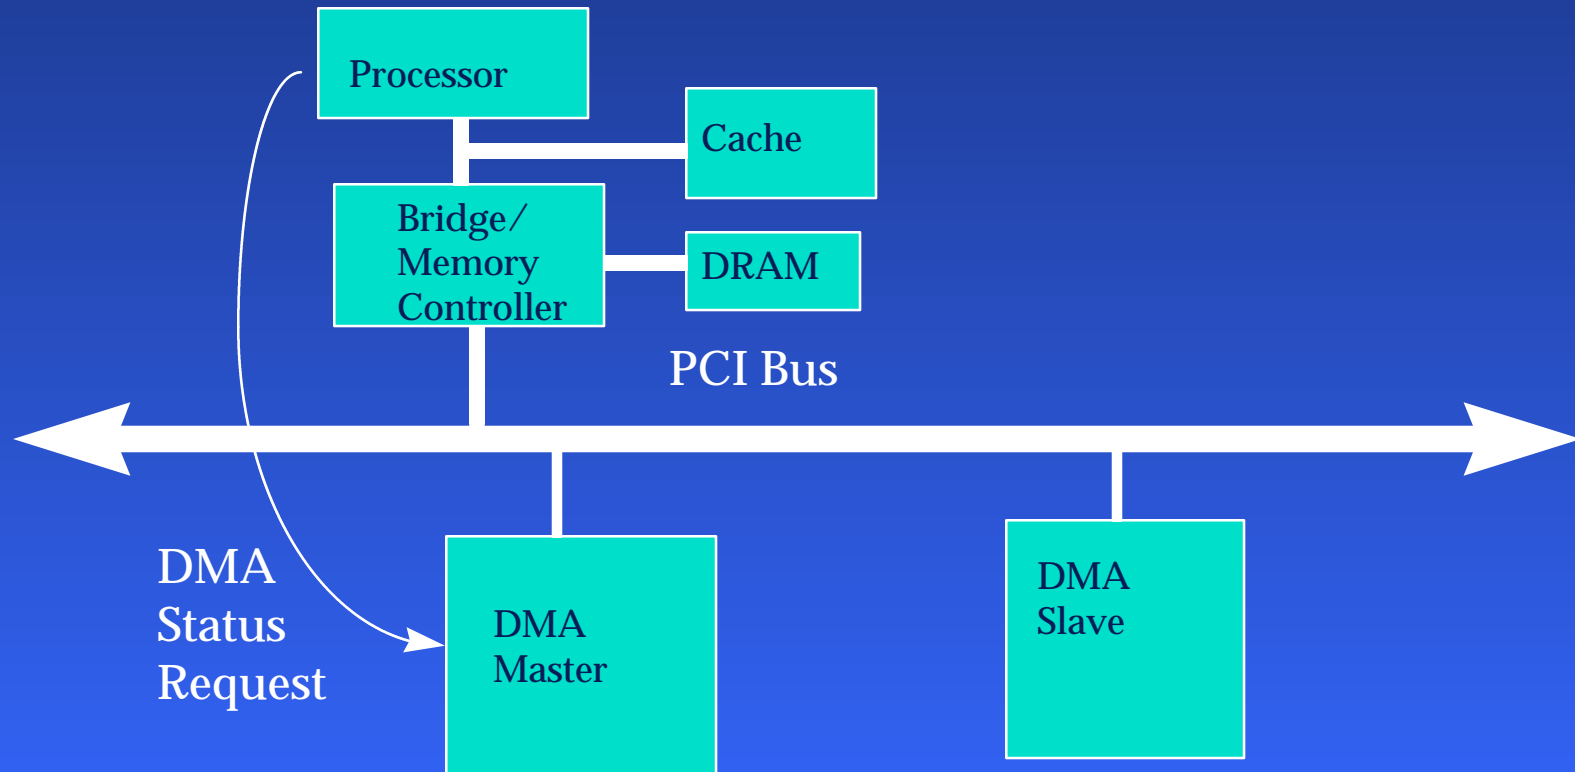 Processor
Cache
Bridge/
Memory
Controller
DRAM
PCI Bus
DMA
Status
Request
DMA
Master
DMA
Slave